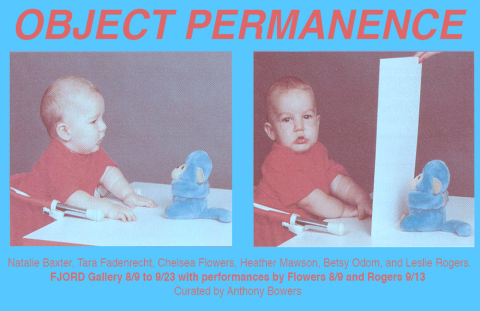 OBJECT PERMANENCE
Natalie Baxter, Tara Fadenrecht, Chelsea Flowers, Heather Mawson, Betsy Odom, and Leslie Rogers.
FJORD Gallery 8/9 to 9/23 with performances by Flowers 8/9 and Rogers 9/13
Curated by Anthony Bowers